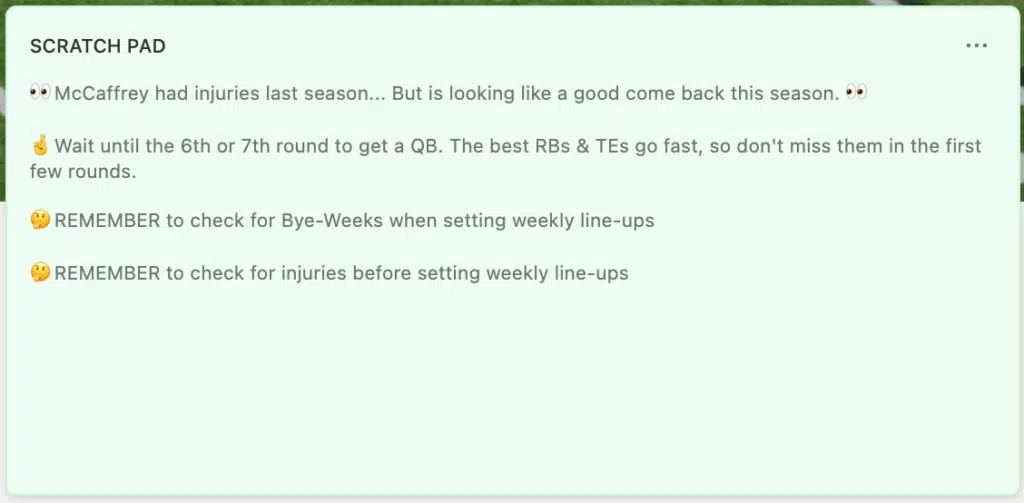 SCRATCH PAD
👀McCaffrey had injuries last season... But is looking like a good come back this season. 👀
🤞Wait until the 6th or 7th round to get a QB. The best RBs & TEs go fast, so don't miss them in the first
few rounds.
🤔REMEMBER to check for Bye-Weeks when setting weekly line-ups
🤔REMEMBER to check for injuries before setting weekly line-ups